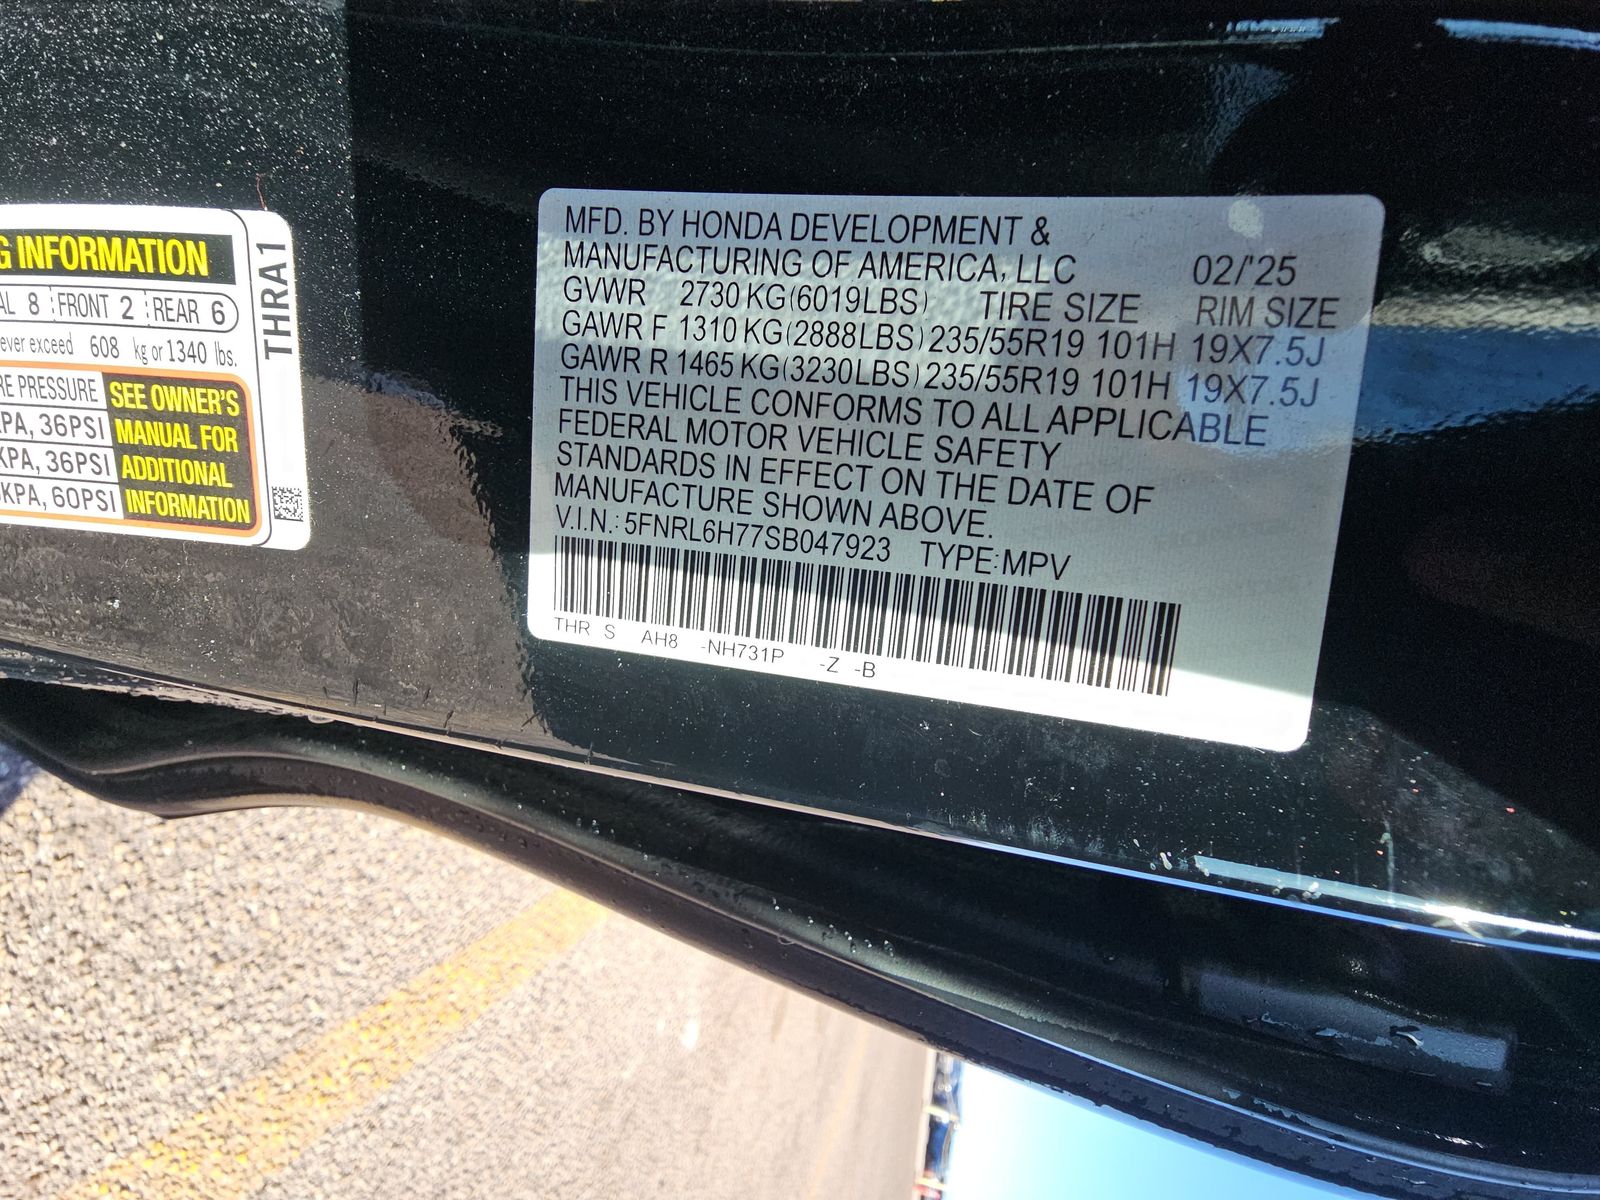 G INFORMATION
AL 8 FRONT 2 REAR 6
ever exceed 608 kg or 1340 lbs.
RE PRESSURE
KPA, 36PSI
KPA, 36PSI
KPA, 60PSI
SEE OWNER'S
MANUAL FOR
ADDITIONAL
INFORMATION
THRA1
MFD. BY HONDA DEVELOPMENT &
MANUFACTURING OF AMERICA, LLC 02/'25
GVWR 2730 KG(6019LBS) TIRE SIZE RIM SIZE
GAWR F 1310 KG(2888LBS) 235/55R19 101H 19X7.5J
GAWR R 1465 KG(3230LBS) 235/55R19 101H 19X7.5J
THIS VEHICLE CONFORMS TO ALL APPLICABLE
FEDERAL MOTOR VEHICLE SAFETY
STANDARDS IN EFFECT ON THE DATE OF
MANUFACTURE SHOWN ABOVE.
V.I.N.: 5FNRL6H77SB047923 TYPE:MPV
THR S AH8 -NH731P -Z -B